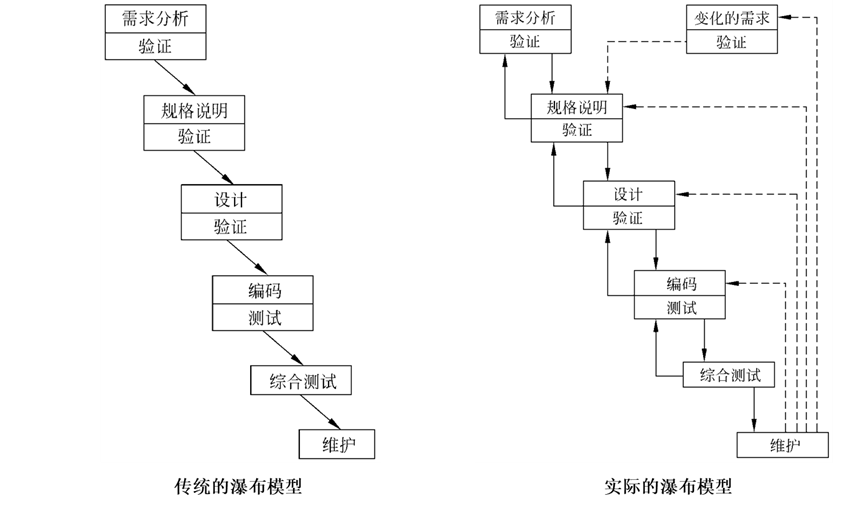 需求分析
验证
规格说明
验证
设计
验证
编码
测试
综合测试
维护
传统的瀑布模型
需求分析
验证
变化的需求
验证
规格说明
验证
设计
验证
编码
测试
综合测试
维护
实际的瀑布模型